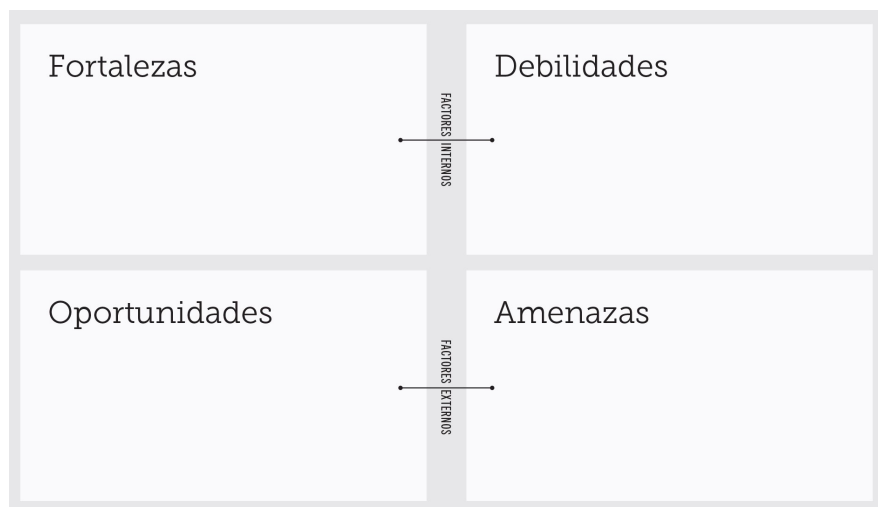 Fortalezas
Debilidades
FACTORES INTERNOS
Oportunidades
Amenazas
FACTORES EXTERNOS